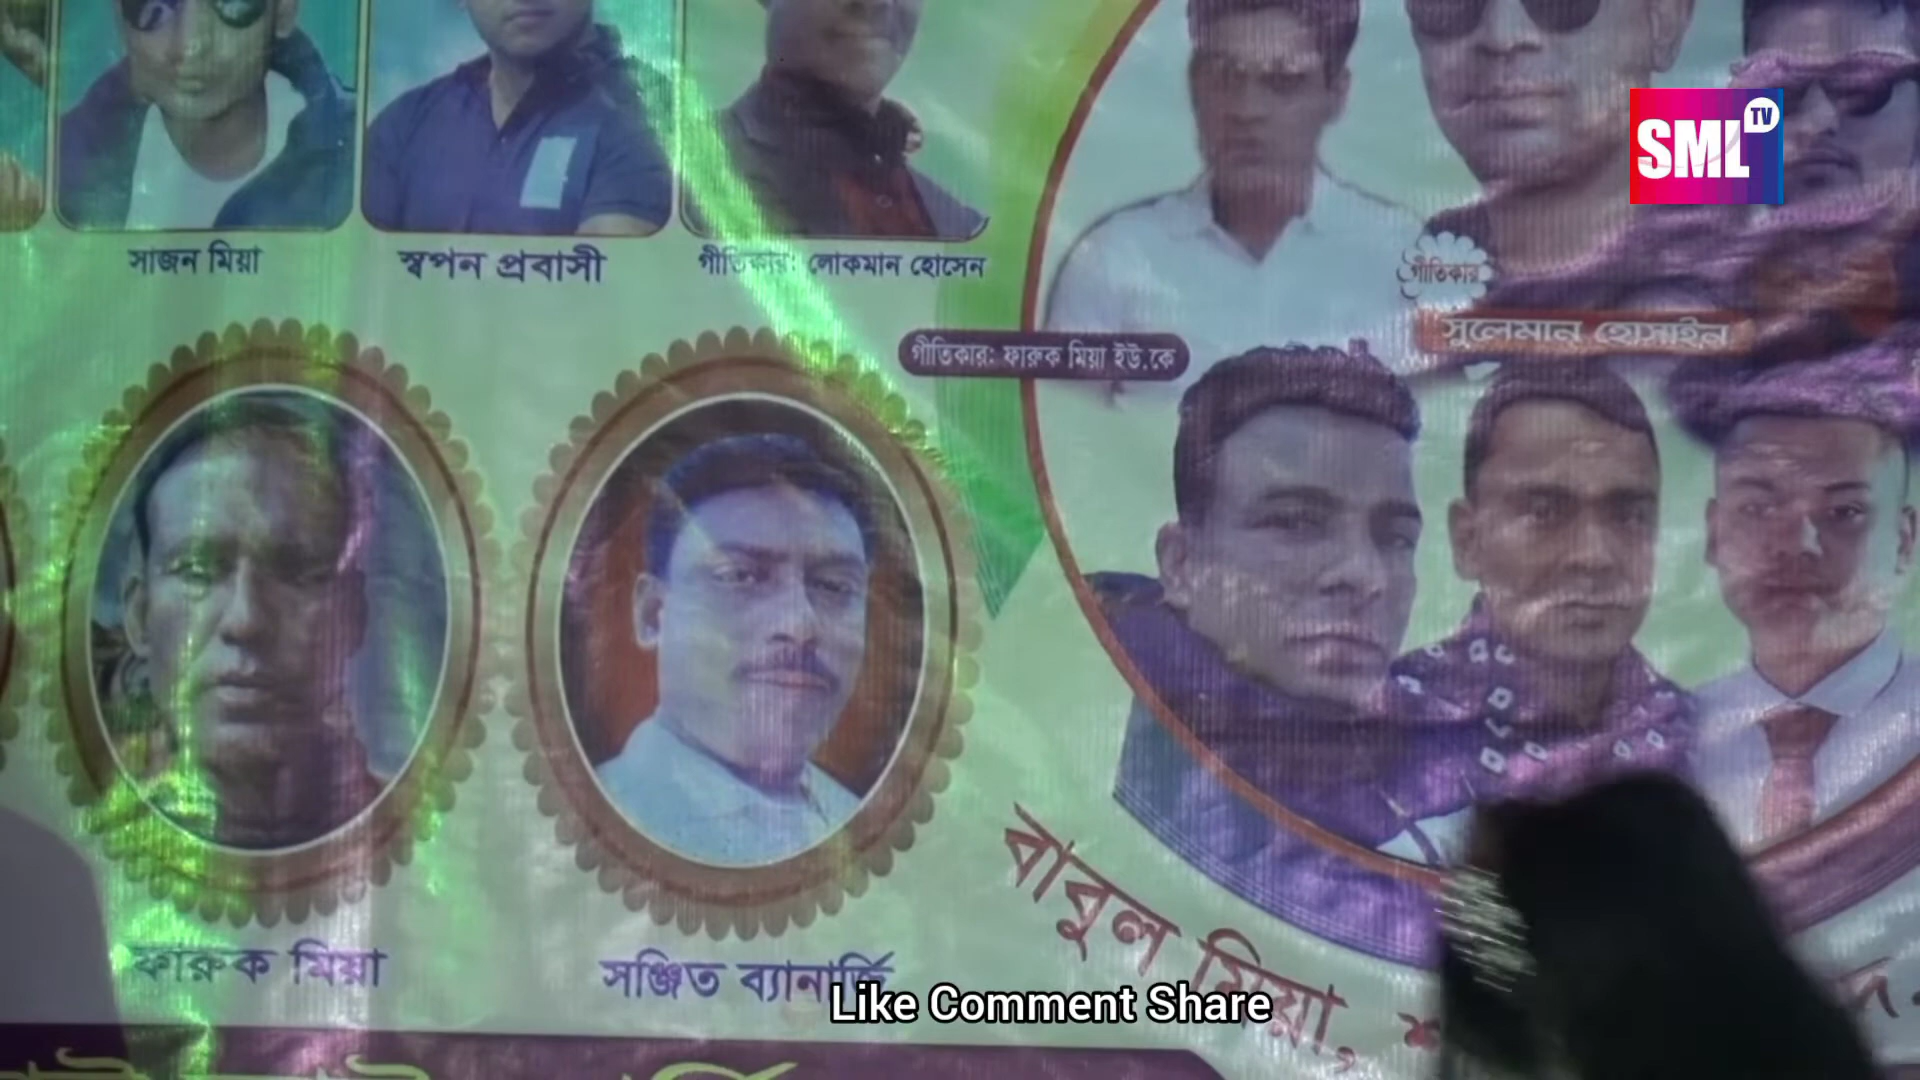 SML TV
সাজন মিয়া
স্বপন প্রবাসী
গীতিকার: লোকমান হোসেন
গীতিকার
সুলেমান হোসাইন
গীতিকার: ফারুক মিয়া ইউ.কে
ফারুক মিয়া
সঞ্জিত ব্যানার্জি
বাবুল মিয়া,
Like Comment Share